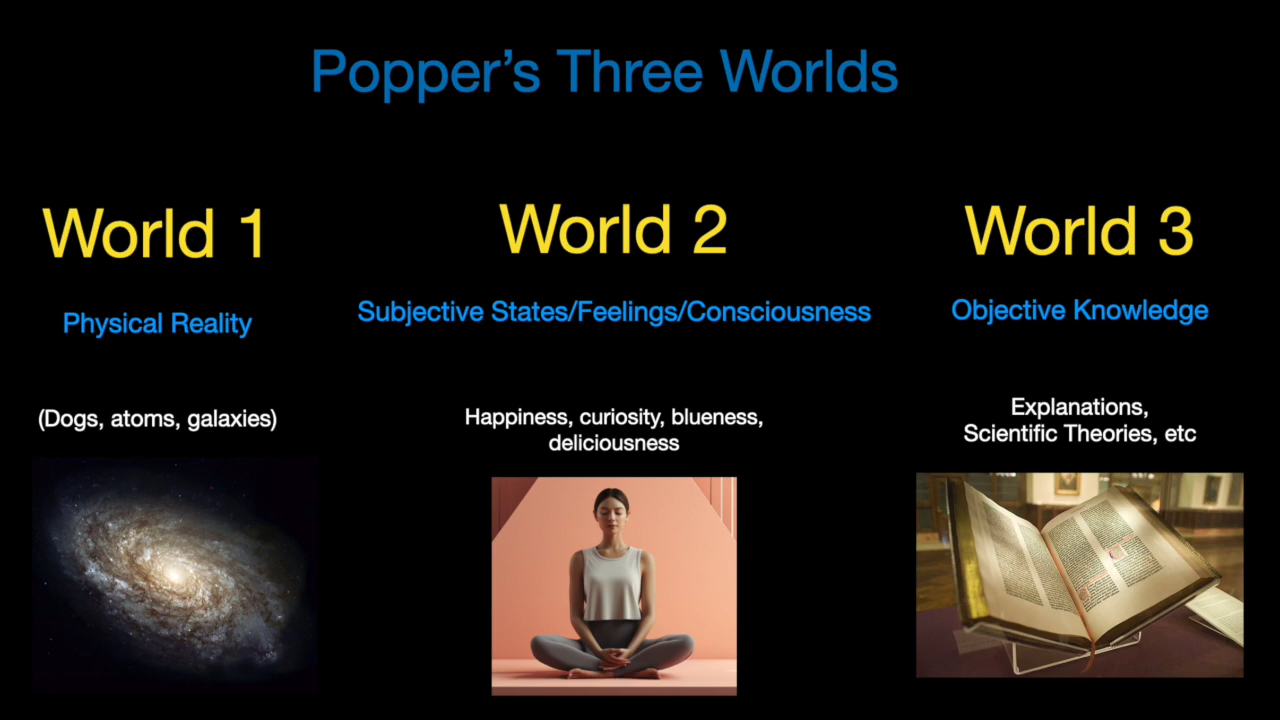 Popper’s Three Worlds
World 1
Physical Reality
(Dogs, atoms, galaxies)
World 2
Subjective States/Feelings/Consciousness
Happiness, curiosity, blueness,
deliciousness
World 3
Objective Knowledge
Explanations,
Scientific Theories, etc